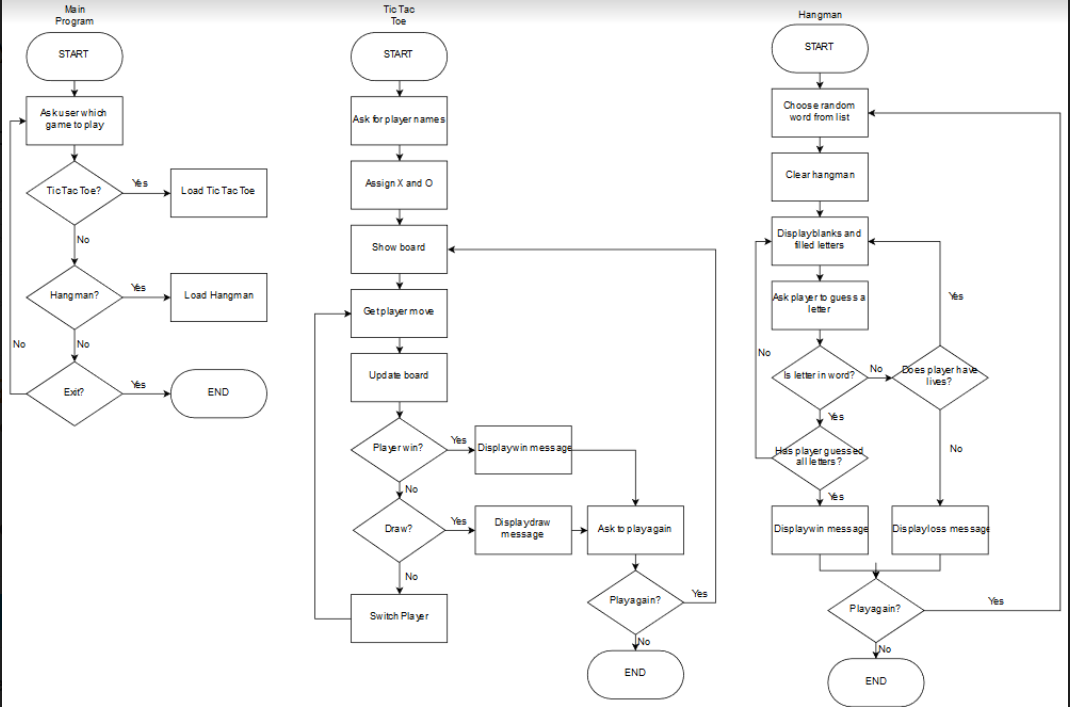 Main
Program
START
Ask user which
game to play
Tic Tac Toe?
Yes
Load Tic Tac Toe
No
Hangman?
Yes
Load Hangman
No
No
Exit?
Yes
END
Tic Tac
Toe
START
Ask for player names
Assign X and O
Show board
Get player move
Update board
Player win?
Yes
Display win message
No
Draw?
Yes
Display draw
message
Ask to play again
No
Switch Player
Play again?
Yes
No
END
Hangman
START
Choose random
word from list
Clear hangman
Display blanks and
filled letters
Ask player to guess a
letter
Yes
No
Is letter in word?
No
Does player have
lives?
Yes
Has player guessed
all letters?
No
Yes
Display win message
Display loss message
Play again?
Yes
No
END